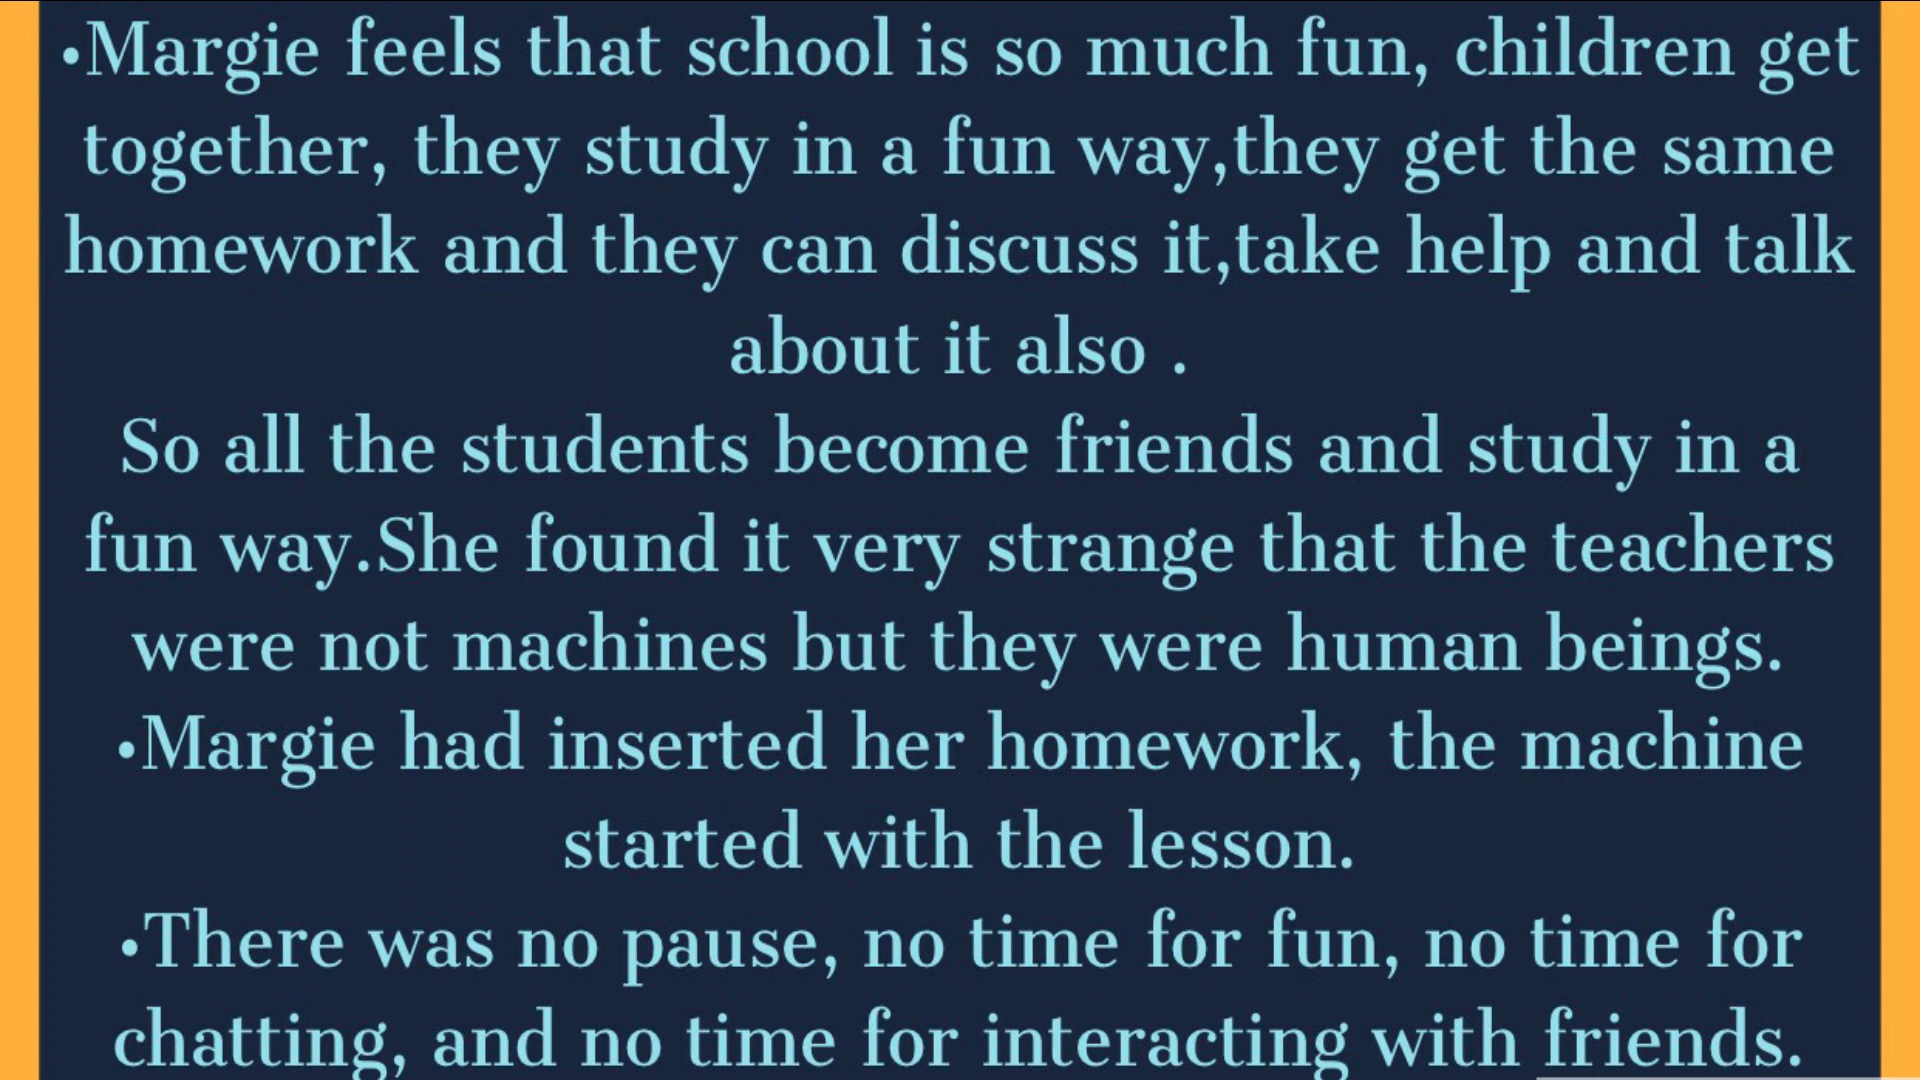 •Margie feels that school is so much fun, children get
together, they study in a fun way,they get the same
homework and they can discuss it,take help and talk
about it also .
So all the students become friends and study in a
fun way.She found it very strange that the teachers
were not machines but they were human beings.
•Margie had inserted her homework, the machine
started with the lesson.
•There was no pause, no time for fun, no time for
chatting, and no time for interacting with friends.